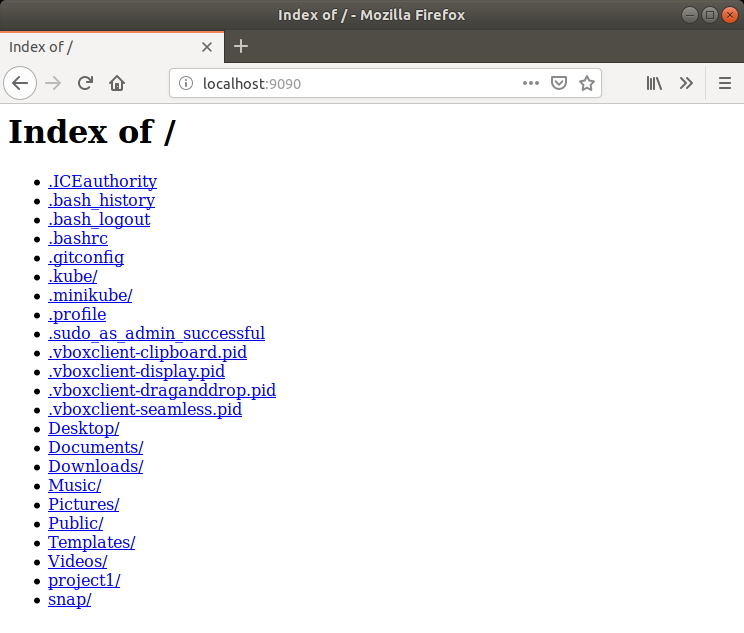 Index of / - Mozilla Firefox
Index of /
localhost:9090
Index of /
.ICEauthority
.bash_history
.bash_logout
.bashrc
.gitconfig
.kube/
.minikube/
.profile
.sudo_as_admin_successful
.vboxclient-clipboard.pid
.vboxclient-display.pid
.vboxclient-draganddrop.pid
.vboxclient-seamless.pid
Desktop/
Documents/
Downloads/
Music/
Pictures/
Public/
Templates/
Videos/
project1/
snap/